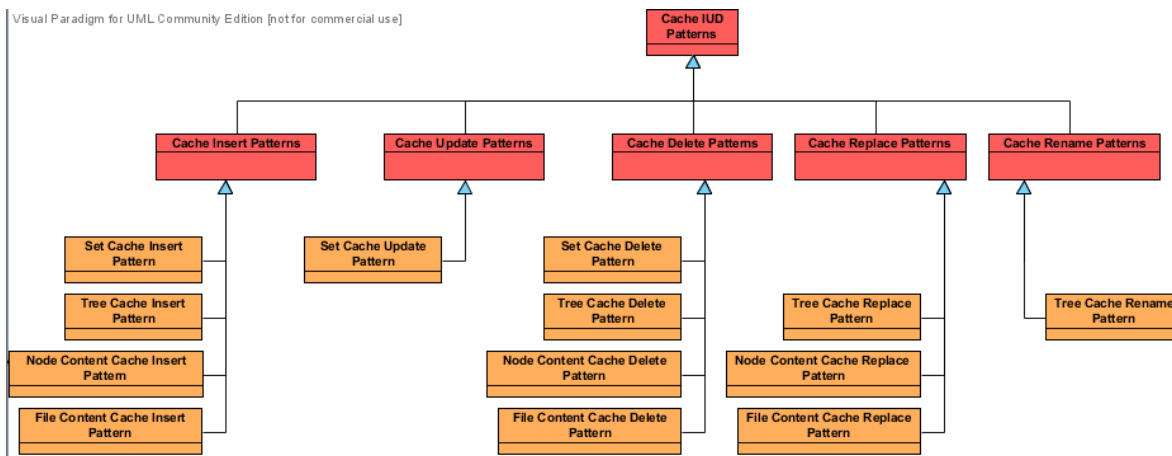 Visual Paradigm for UML Community Edition [not for commercial use]
Cache IUD
Patterns
Cache Insert Patterns
Cache Update Patterns
Cache Delete Patterns
Cache Replace Patterns
Cache Rename Patterns
Set Cache Insert
Pattern
Set Cache Update
Pattern
Set Cache Delete
Pattern
Tree Cache Insert
Pattern
Tree Cache Delete
Pattern
Tree Cache Replace
Pattern
Tree Cache Rename
Pattern
Node Content Cache Insert
Pattern
Node Content Cache Delete
Pattern
Node Content Cache Replace
Pattern
File Content Cache Insert
Pattern
File Content Cache Delete
Pattern
File Content Cache Replace
Pattern